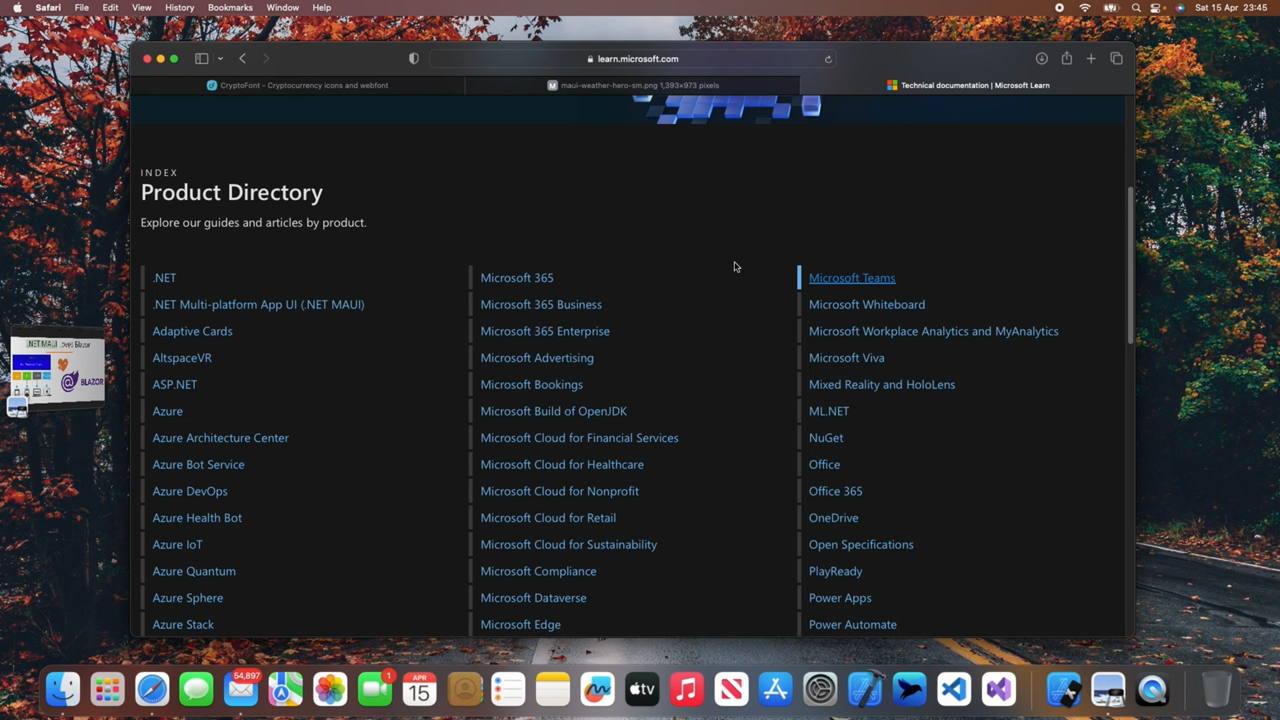 Safari File Edit View History Bookmarks Window Help Sat 15 Apr 23:45
learn.microsoft.com
CryptoFont - Cryptocurrency icons and webfont
maui-weather-hero-sm.png 1,393×973 pixels
Technical documentation | Microsoft Learn
INDEX
Product Directory
Explore our guides and articles by product.
.NET
.NET Multi-platform App UI (.NET MAUI)
Adaptive Cards
AltspaceVR
ASP.NET
Azure
Azure Architecture Center
Azure Bot Service
Azure DevOps
Azure Health Bot
Azure IoT
Azure Quantum
Azure Sphere
Azure Stack
Microsoft 365
Microsoft 365 Business
Microsoft 365 Enterprise
Microsoft Advertising
Microsoft Bookings
Microsoft Build of OpenJDK
Microsoft Cloud for Financial Services
Microsoft Cloud for Healthcare
Microsoft Cloud for Nonprofit
Microsoft Cloud for Retail
Microsoft Cloud for Sustainability
Microsoft Compliance
Microsoft Dataverse
Microsoft Edge
Microsoft Teams
Microsoft Whiteboard
Microsoft Workplace Analytics and MyAnalytics
Microsoft Viva
Mixed Reality and HoloLens
ML.NET
NuGet
Office
Office 365
OneDrive
Open Specifications
PlayReady
Power Apps
Power Automate
.NET MAUI Loves Blazor
BLAZOR
54,897
1
APR
15
tv